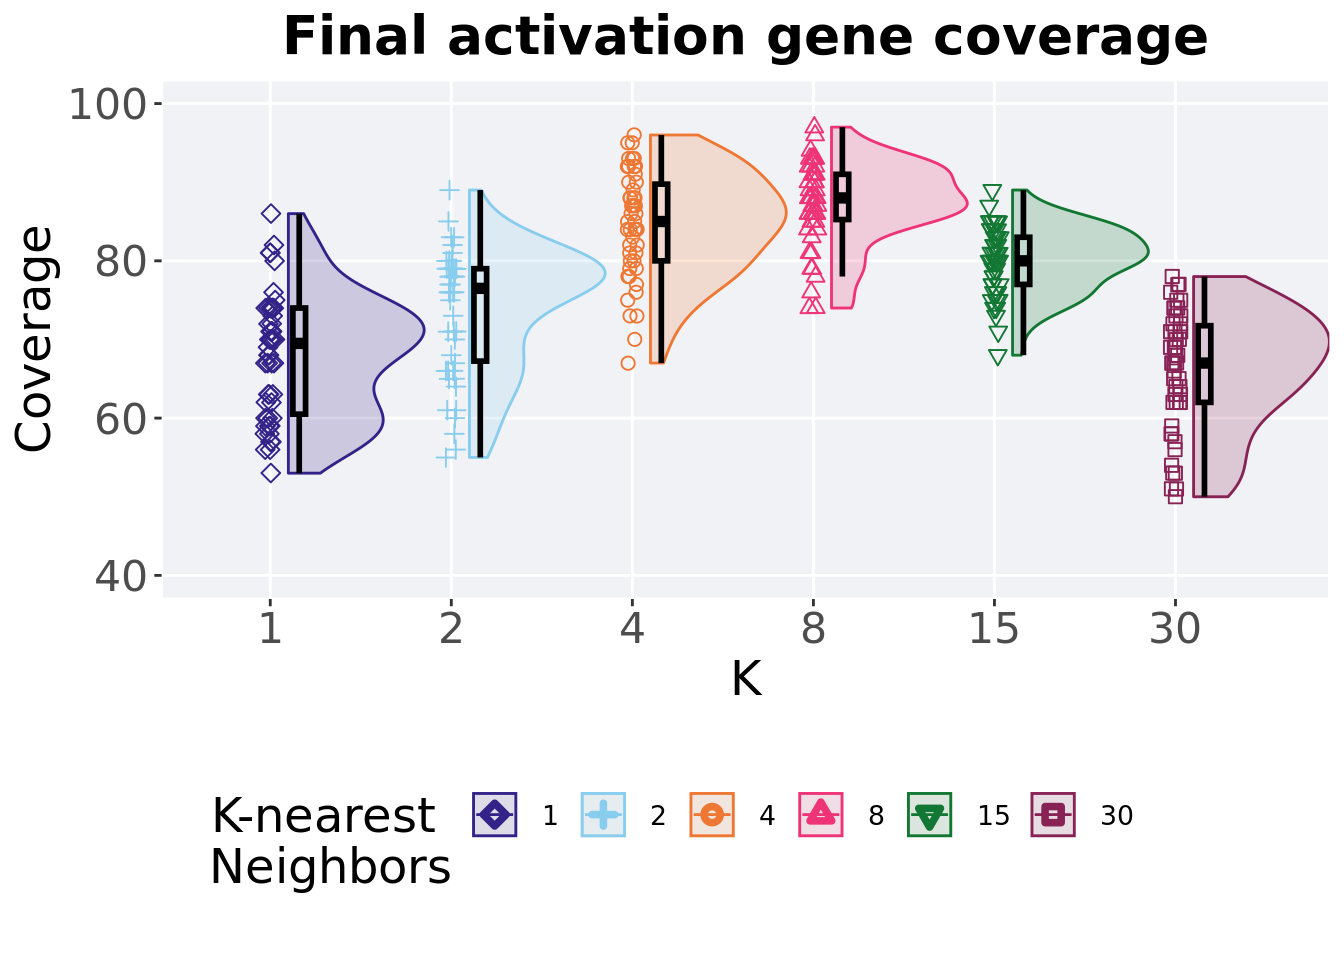 Final activation gene coverage
100
80
60
40
Coverage
1 2 4 8 15 30
K
K-nearest
Neighbors
1 2 4 8 15 30